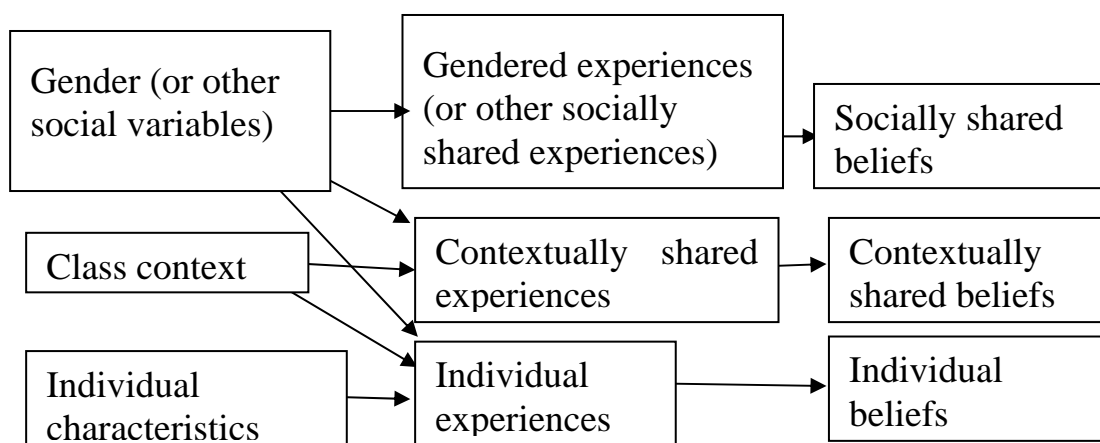 Gender (or other
social variables)
Gendered experiences
(or other socially
shared experiences)
Socially shared
beliefs
Class context
Contextually shared
experiences
Contextually
shared beliefs
Individual
characteristics
Individual
experiences
Individual
beliefs